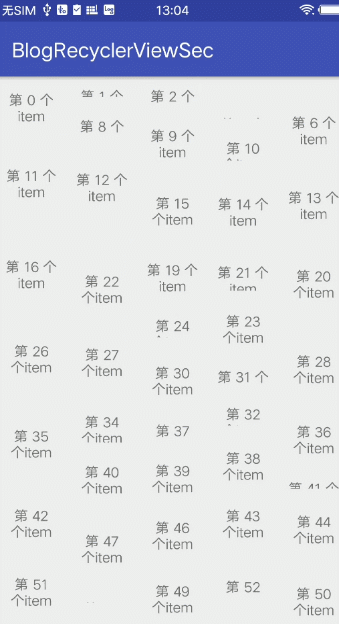 无SIM
13:04
BlogRecyclerViewSec
第 0 个
item
第 1 个
第 2 个
第 6 个
item
第 8 个
第 9 个
item
第 10
第 11 个
item
第 12 个
item
第 13 个
item
第 14 个
item
第 15
个item
第 16 个
item
第 19 个
item
第 20
个item
第 21 个
item
第 22
个item
第 23
个item
第 24
第 26
个item
第 27
个item
第 28
个item
第 30
个item
第 31 个
第 32
第 34
个item
第 35
个item
第 36
个item
第 37
第 38
个item
第 39
个item
第 40
个item
第 41 个
第 42
个item
第 43
个item
第 44
个item
第 46
个item
第 47
个item
第 49
个item
第 50
个item
第 51
个item
第 52